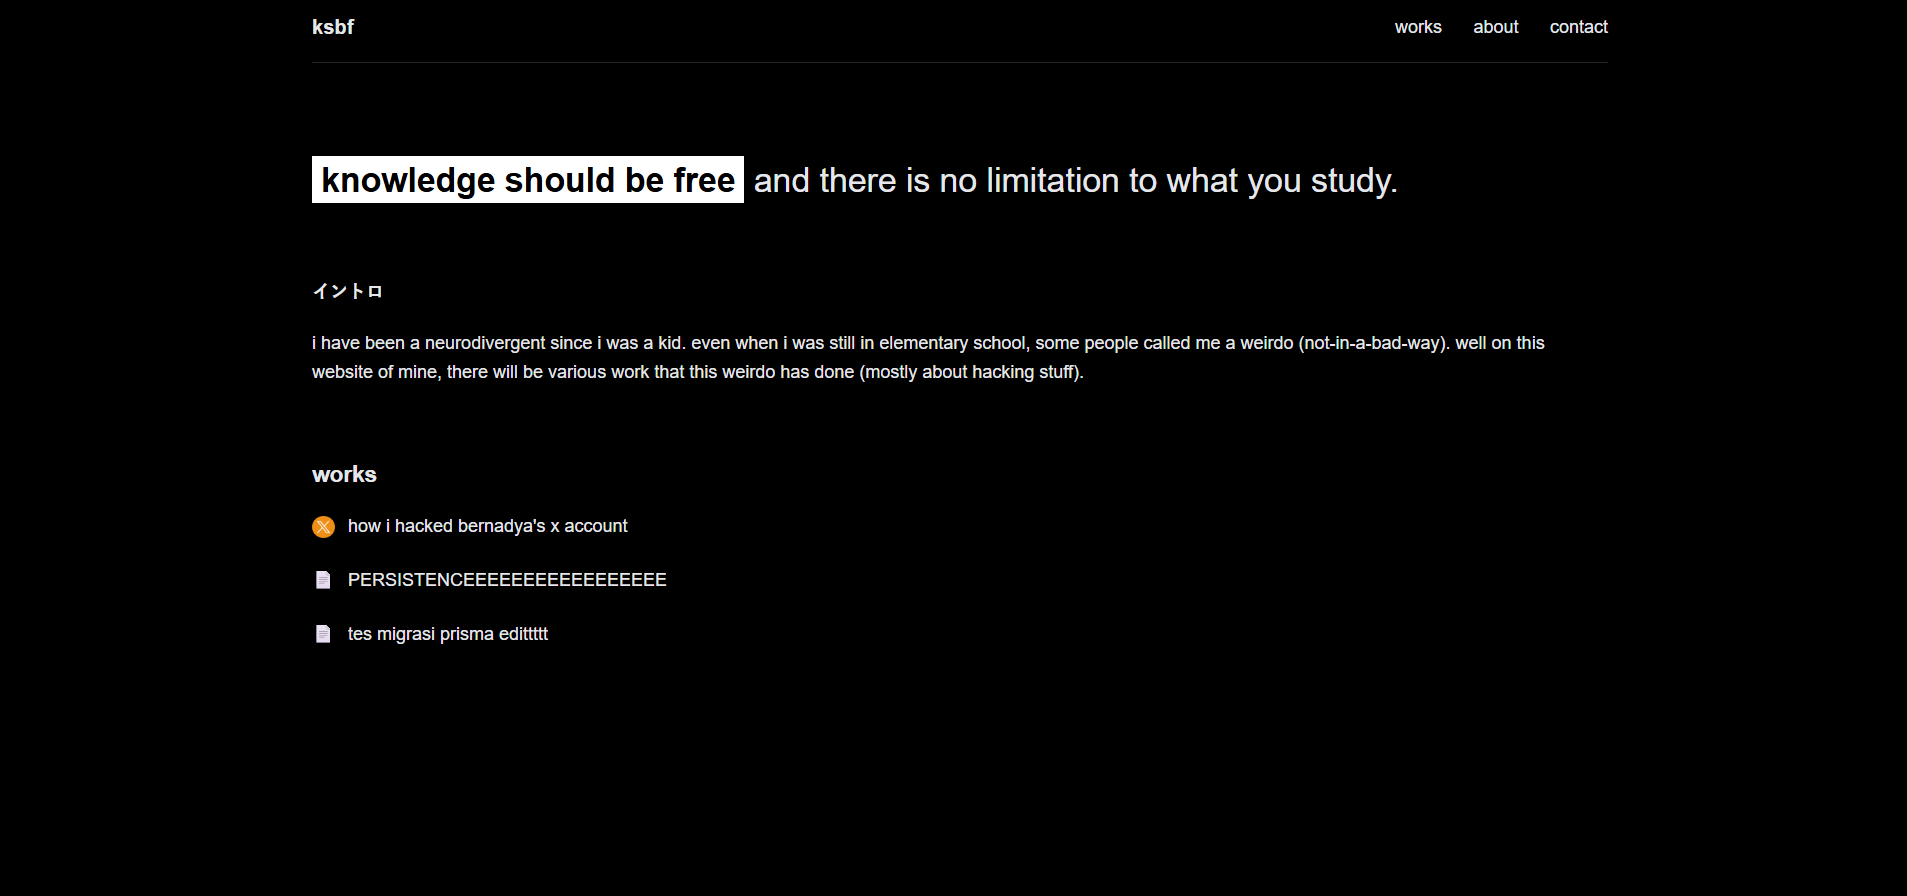 ksbf
works about contact
knowledge should be free and there is no limitation to what you study.
イントロ
i have been a neurodivergent since i was a kid. even when i was still in elementary school, some people called me a weirdo (not-in-a-bad-way). well on this
website of mine, there will be various work that this weirdo has done (mostly about hacking stuff).
works
how i hacked bernadya's x account
PERSISTENCEEEEEEEEEEEEEEEEE
tes migrasi prisma edittttt